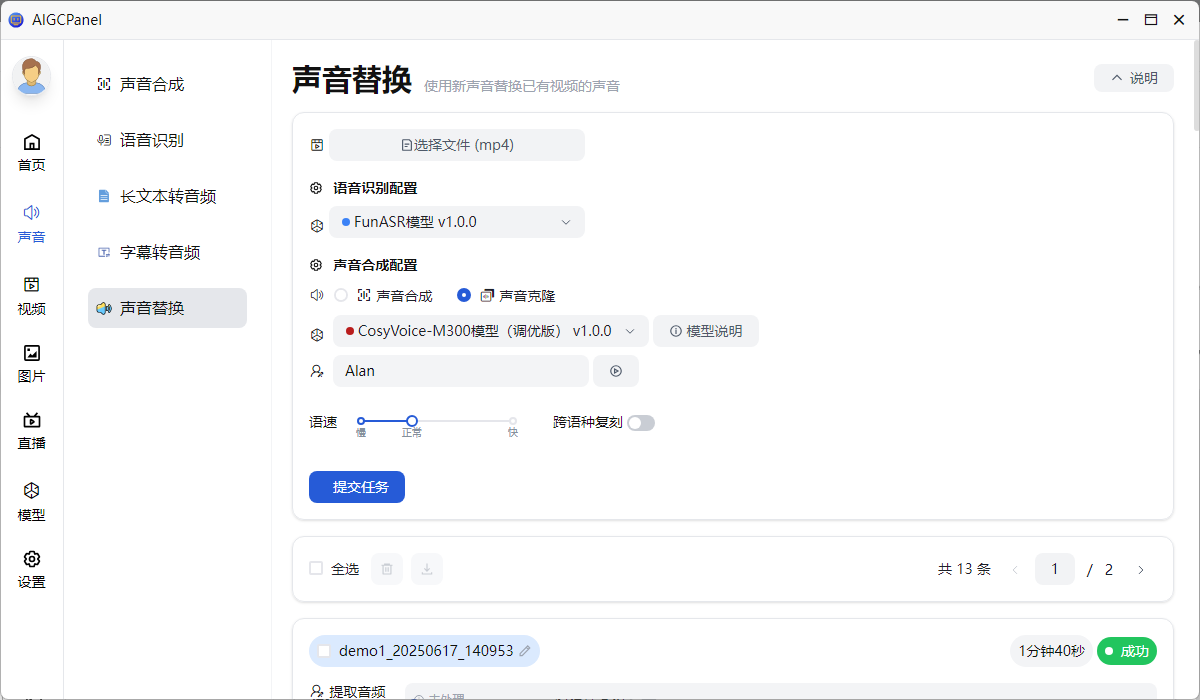 AIGCPanel
首页
声音
视频
图片
直播
模型
设置
声音合成
语音识别
长文本转音频
字幕转音频
声音替换
声音替换 使用新声音替换已有视频的声音
说明
选择文件 (mp4)
语音识别配置
FunASR模型 v1.0.0
声音合成配置
声音合成 声音克隆
CosyVoice-M300模型（调优版） v1.0.0 模型说明
Alan
语速 慢 正常 快 跨语种复刻
提交任务
全选 共 13 条 1 / 2
demo1_20250617_140953 1分钟40秒 成功
提取音频